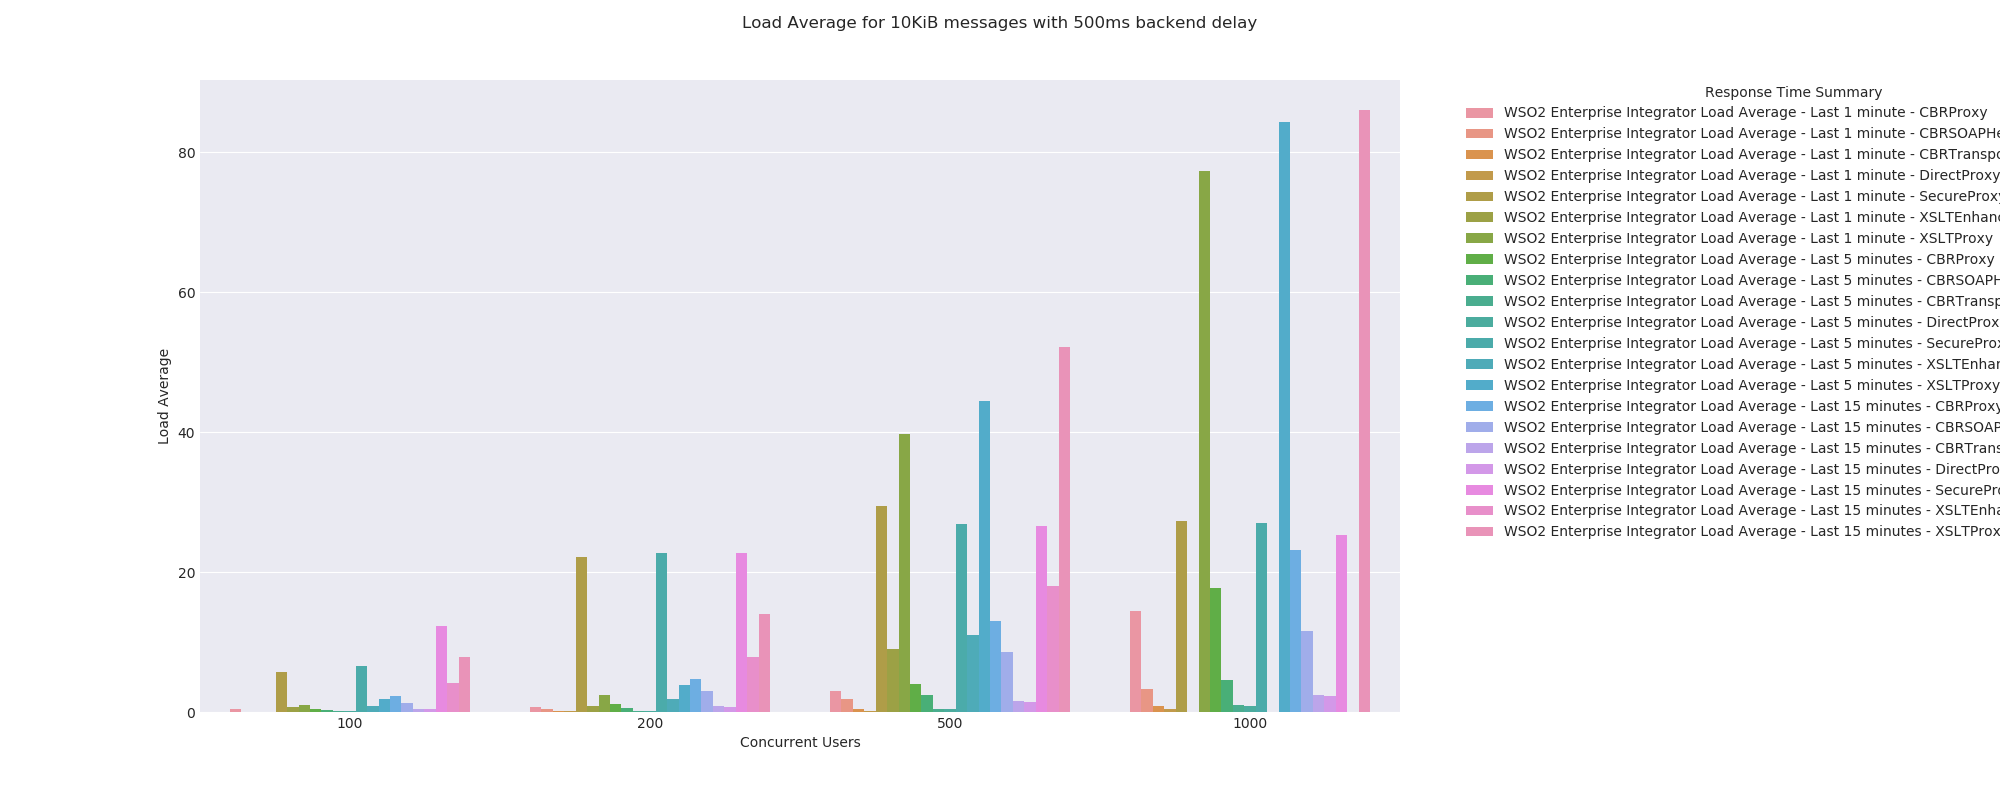 Load Average for 10KiB messages with 500ms backend delay
Response Time Summary
WSO2 Enterprise Integrator Load Average - Last 1 minute - CBRProxy
WSO2 Enterprise Integrator Load Average - Last 1 minute - CBRSOAPHe
WSO2 Enterprise Integrator Load Average - Last 1 minute - CBRTranspo
WSO2 Enterprise Integrator Load Average - Last 1 minute - DirectProxy
WSO2 Enterprise Integrator Load Average - Last 1 minute - SecureProxy
WSO2 Enterprise Integrator Load Average - Last 1 minute - XSLTEnhanc
WSO2 Enterprise Integrator Load Average - Last 1 minute - XSLTProxy
WSO2 Enterprise Integrator Load Average - Last 5 minutes - CBRProxy
WSO2 Enterprise Integrator Load Average - Last 5 minutes - CBRSOAPH
WSO2 Enterprise Integrator Load Average - Last 5 minutes - CBRTransp
WSO2 Enterprise Integrator Load Average - Last 5 minutes - DirectProx
WSO2 Enterprise Integrator Load Average - Last 5 minutes - SecureProx
WSO2 Enterprise Integrator Load Average - Last 5 minutes - XSLTEnhan
WSO2 Enterprise Integrator Load Average - Last 5 minutes - XSLTProxy
WSO2 Enterprise Integrator Load Average - Last 15 minutes - CBRProxy
WSO2 Enterprise Integrator Load Average - Last 15 minutes - CBRSOAP
WSO2 Enterprise Integrator Load Average - Last 15 minutes - CBRTrans
WSO2 Enterprise Integrator Load Average - Last 15 minutes - DirectPro
WSO2 Enterprise Integrator Load Average - Last 15 minutes - SecurePro
WSO2 Enterprise Integrator Load Average - Last 15 minutes - XSLTEnha
WSO2 Enterprise Integrator Load Average - Last 15 minutes - XSLTProx
80
60
40
20
0
Load Average
100 200 500 1000
Concurrent Users